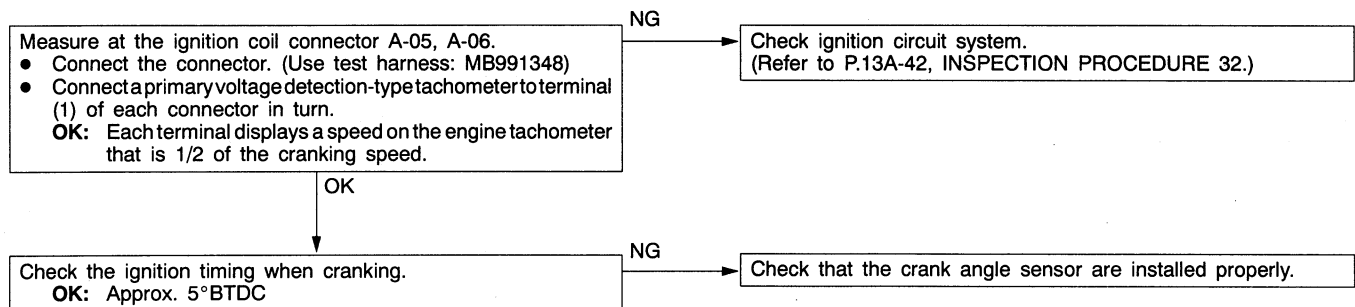 NG
Measure at the ignition coil connector A-05, A-06.
● Connect the connector. (Use test harness: MB991348)
● Connect a primary voltage detection-type tachometer to terminal
(1) of each connector in turn.
OK: Each terminal displays a speed on the engine tachometer
that is 1/2 of the cranking speed.
Check ignition circuit system.
(Refer to P.13A-42, INSPECTION PROCEDURE 32.)
OK
NG
Check the ignition timing when cranking.
OK: Approx. 5°BTDC
Check that the crank angle sensor are installed properly.